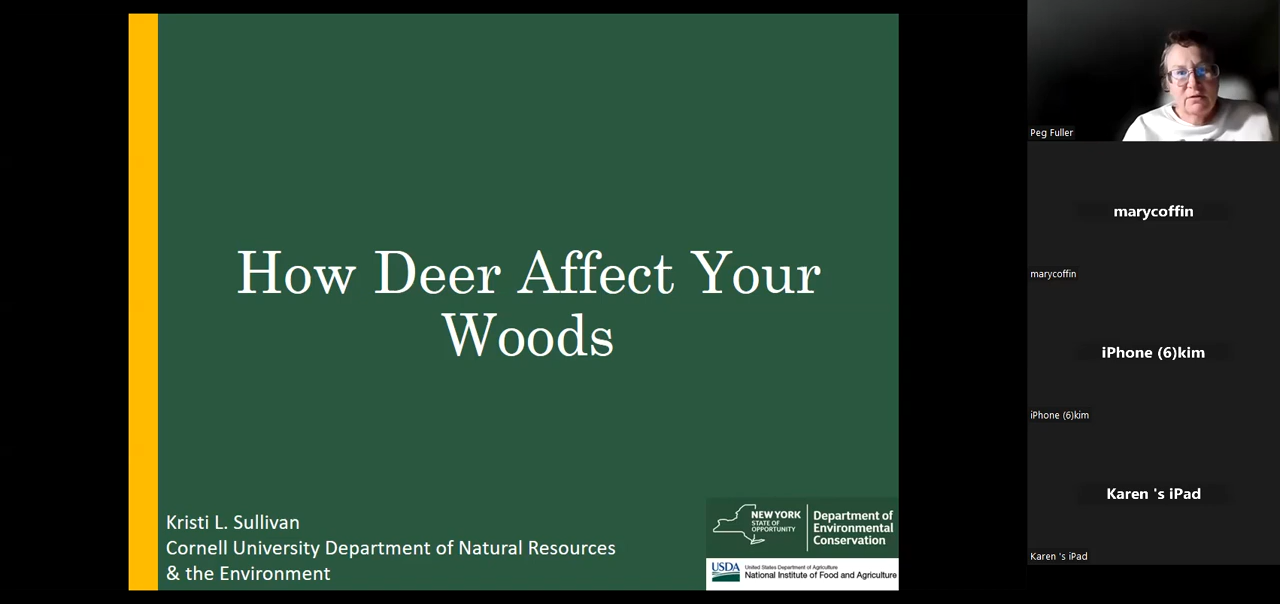 How Deer Affect Your
Woods
Kristi L. Sullivan
Cornell University Department of Natural Resources
& the Environment
NEW YORK
STATE OF
OPPORTUNITY
Department of
Environmental
Conservation
USDA
United States Department of Agriculture
National Institute of Food and Agriculture
Peg Fuller
marycoffin
marycoffin
iPhone (6)kim
iPhone (6)kim
Karen 's iPad
Karen 's iPad